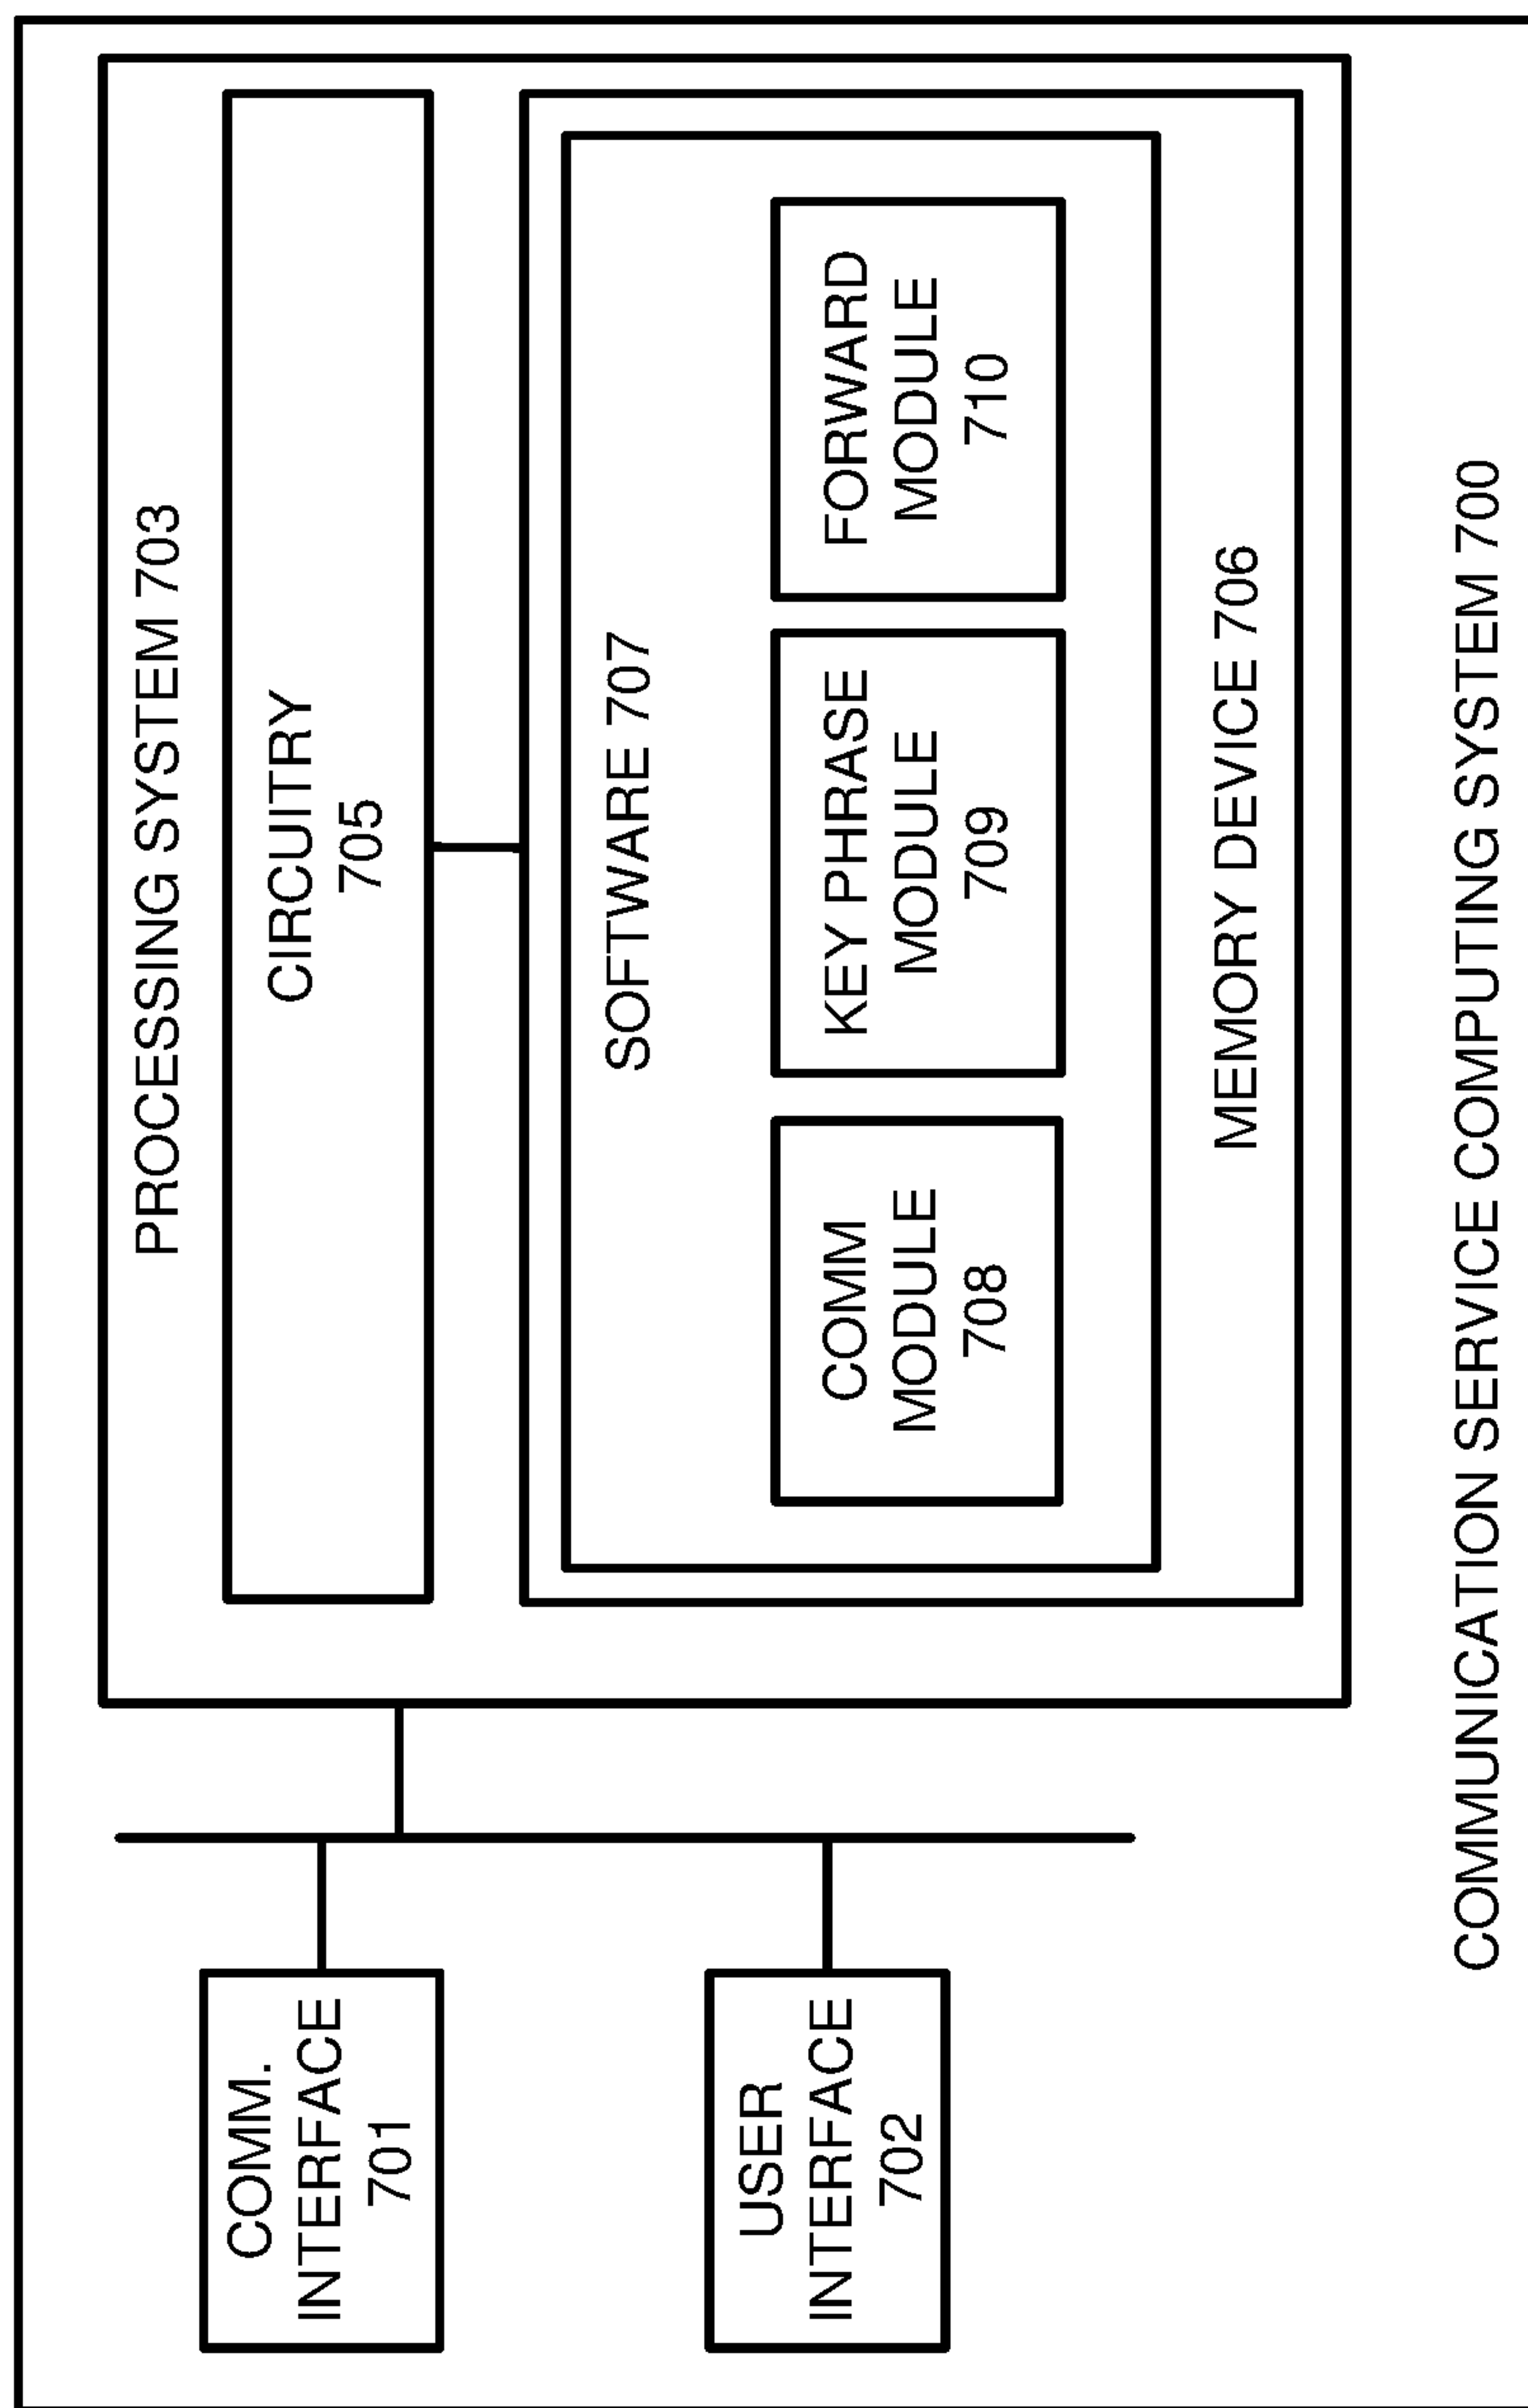 PROCESSING SYSTEM 703
CIRCUITRY
705
SOFTWARE 707
COMM
MODULE
708
KEY PHRASE
MODULE
709
FORWARD
MODULE
710
MEMORY DEVICE 706
COMM.
INTERFACE
701
USER
INTERFACE
702
COMMUNICATION SERVICE COMPUTING SYSTEM 700